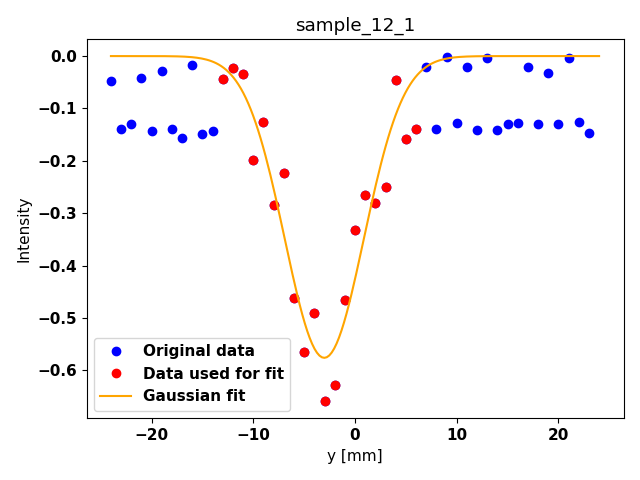 sample_12_1
0.0
−0.1
−0.2
−0.3
−0.4
−0.5
−0.6
Intensity
Original data
Data used for fit
Gaussian fit
−20
−10
0
10
20
y [mm]